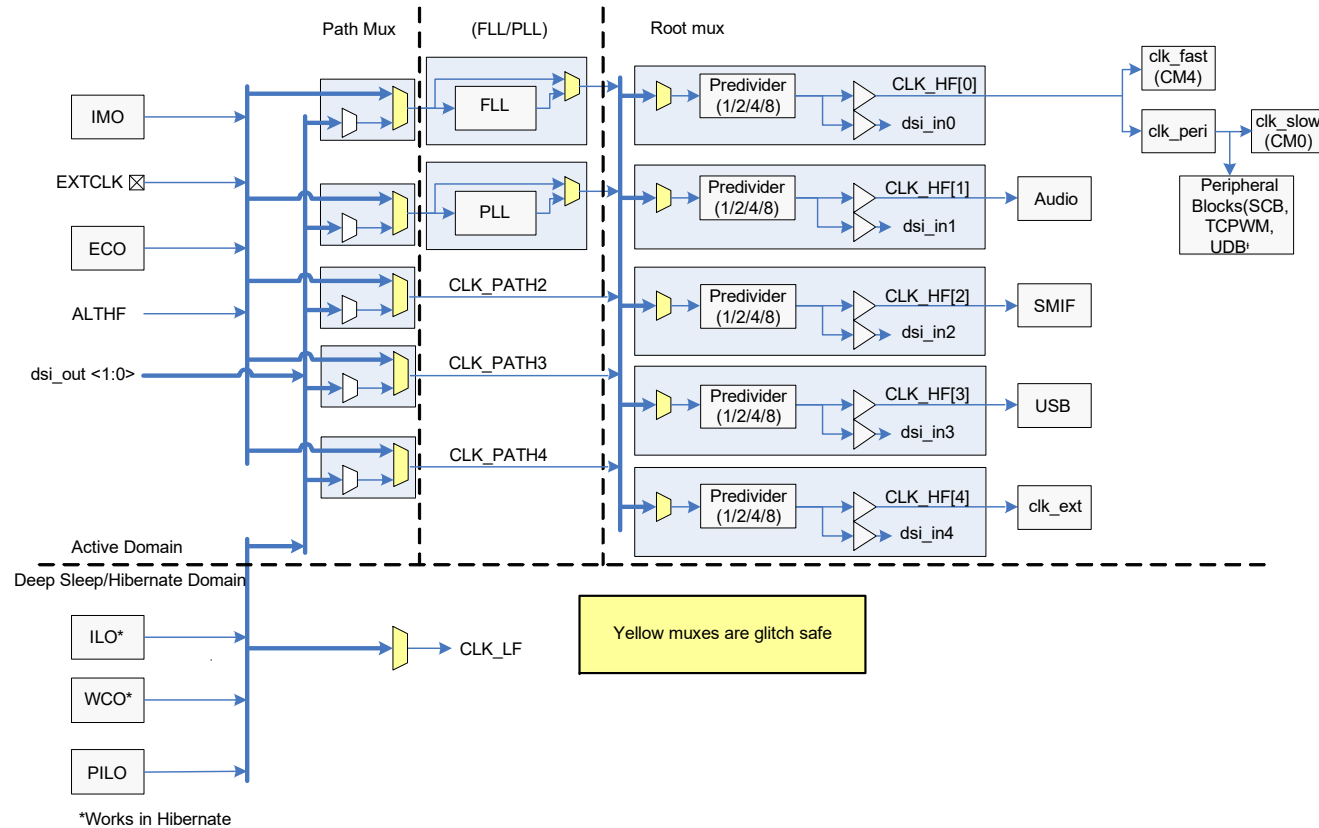 Path Mux
(FLL/PLL)
Root mux
IMO
EXTCLK
ECO
ALTHF
dsi_out <1:0>
FLL
PLL
CLK_PATH2
CLK_PATH3
CLK_PATH4
Predivider
(1/2/4/8)
CLK_HF[0]
dsi_in0
Predivider
(1/2/4/8)
CLK_HF[1]
dsi_in1
Predivider
(1/2/4/8)
CLK_HF[2]
dsi_in2
Predivider
(1/2/4/8)
CLK_HF[3]
dsi_in3
Predivider
(1/2/4/8)
CLK_HF[4]
dsi_in4
clk_fast
(CM4)
clk_peri
clk_slow
(CM0)
Peripheral
Blocks(SCB,
TCPWM,
UDB‡
Audio
SMIF
USB
clk_ext
Active Domain
Deep Sleep/Hibernate Domain
ILO*
WCO*
PILO
CLK_LF
Yellow muxes are glitch safe
*Works in Hibernate